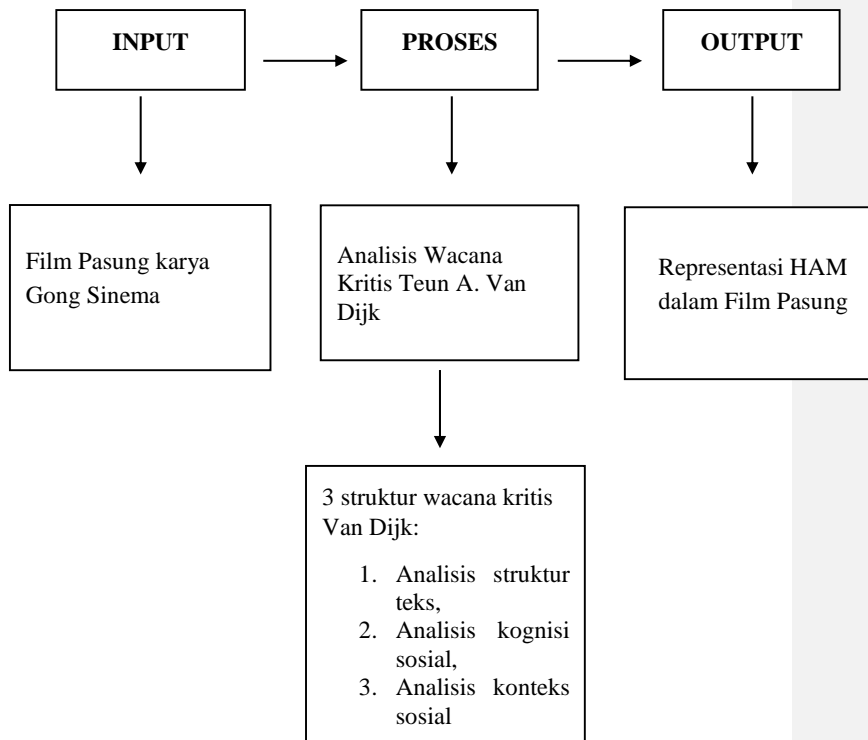 INPUT
PROSES
OUTPUT
Film Pasung karya
Gong Sinema
Analisis Wacana
Kritis Teun A. Van
Dijk
Representasi HAM
dalam Film Pasung
3 struktur wacana kritis
Van Dijk:
1. Analisis struktur
teks,
2. Analisis kognisi
sosial,
3. Analisis konteks
sosial